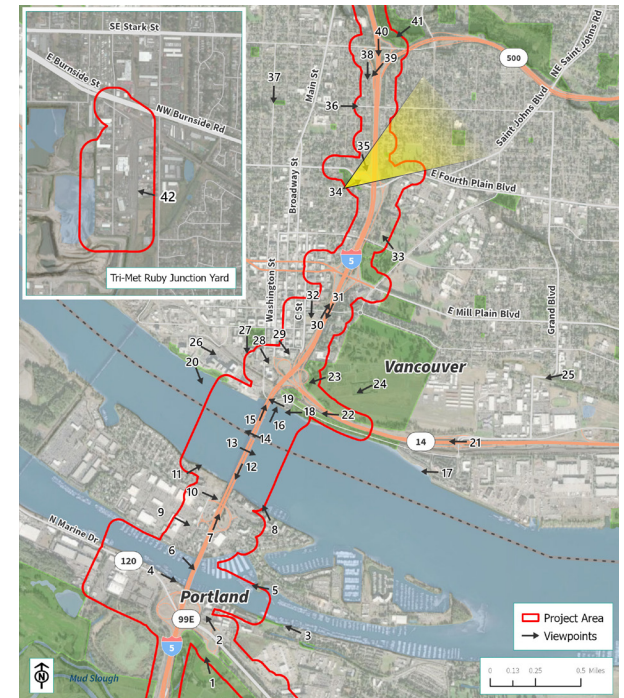 SE Stark St
E Burnside St
NW Burnside Rd
42
Tri-Met Ruby Junction Yard
41
40
38
39
500
NE Saint Johns Rd
37
Main St
36
Saint Johns Blvd
35
34
Broadway St
E Fourth Plain Blvd
33
5
Washington St
C St
32
31
30
E Mill Plain Blvd
Grand Blvd
27
28
29
26
20
Vancouver
23
24
25
19
18
22
15
16
14
13
14
21
12
17
11
10
9
8
7
N Marine Dr
6
120
4
5
Portland
99E
3
2
5
1
Mud Slough
N
Project Area
Viewpoints
0 0.13 0.25 0.5 Miles